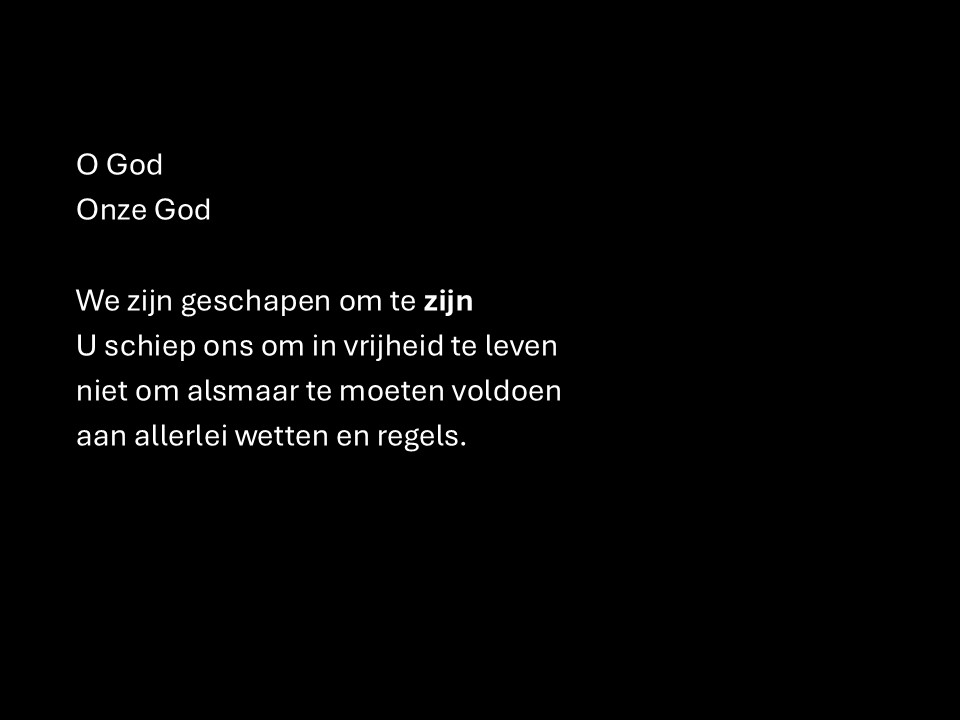 O God
Onze God
We zijn geschapen om te zijn
U schiep ons om in vrijheid te leven
niet om alsmaar te moeten voldoen
aan allerlei wetten en regels.